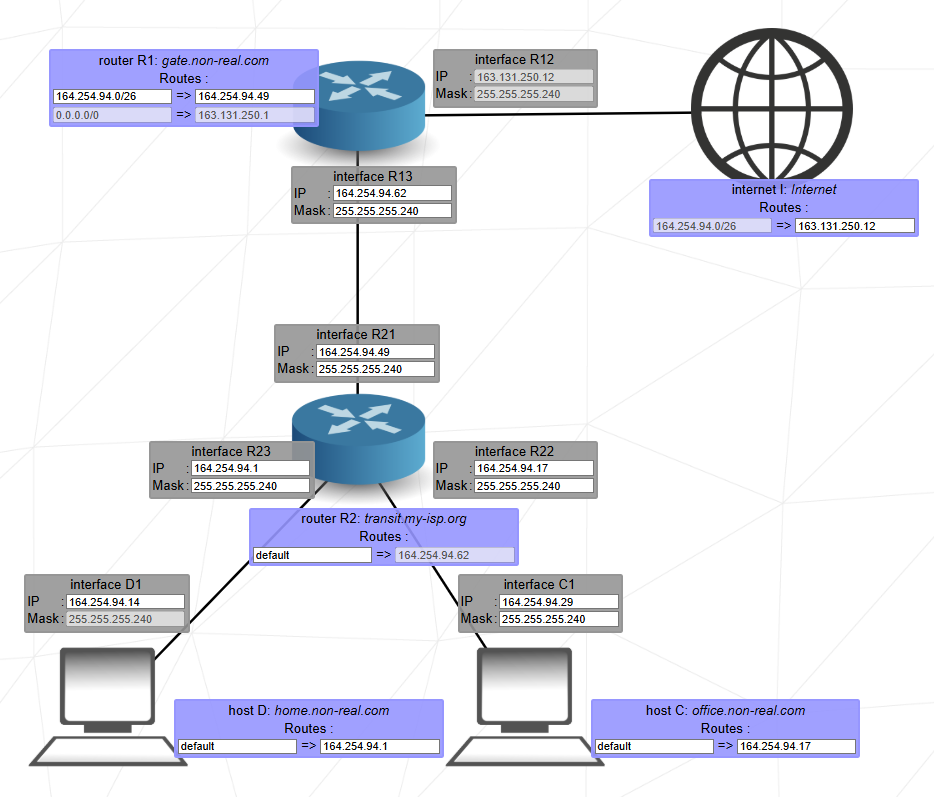 router R1: gate.non-real.com
Routes :
164.254.94.0/26 => 164.254.94.49
0.0.0.0/0 => 163.131.250.1
interface R12
IP : 163.131.250.12
Mask : 255.255.255.240
interface R13
IP : 164.254.94.62
Mask : 255.255.255.240
internet I: Internet
Routes :
164.254.94.0/26 => 163.131.250.12
interface R21
IP : 164.254.94.49
Mask : 255.255.255.240
interface R23
IP : 164.254.94.1
Mask : 255.255.255.240
interface R22
IP : 164.254.94.17
Mask : 255.255.255.240
router R2: transit.my-isp.org
Routes :
default => 164.254.94.62
interface D1
IP : 164.254.94.14
Mask : 255.255.255.240
interface C1
IP : 164.254.94.29
Mask : 255.255.255.240
host D: home.non-real.com
Routes :
default => 164.254.94.1
host C: office.non-real.com
Routes :
default => 164.254.94.17